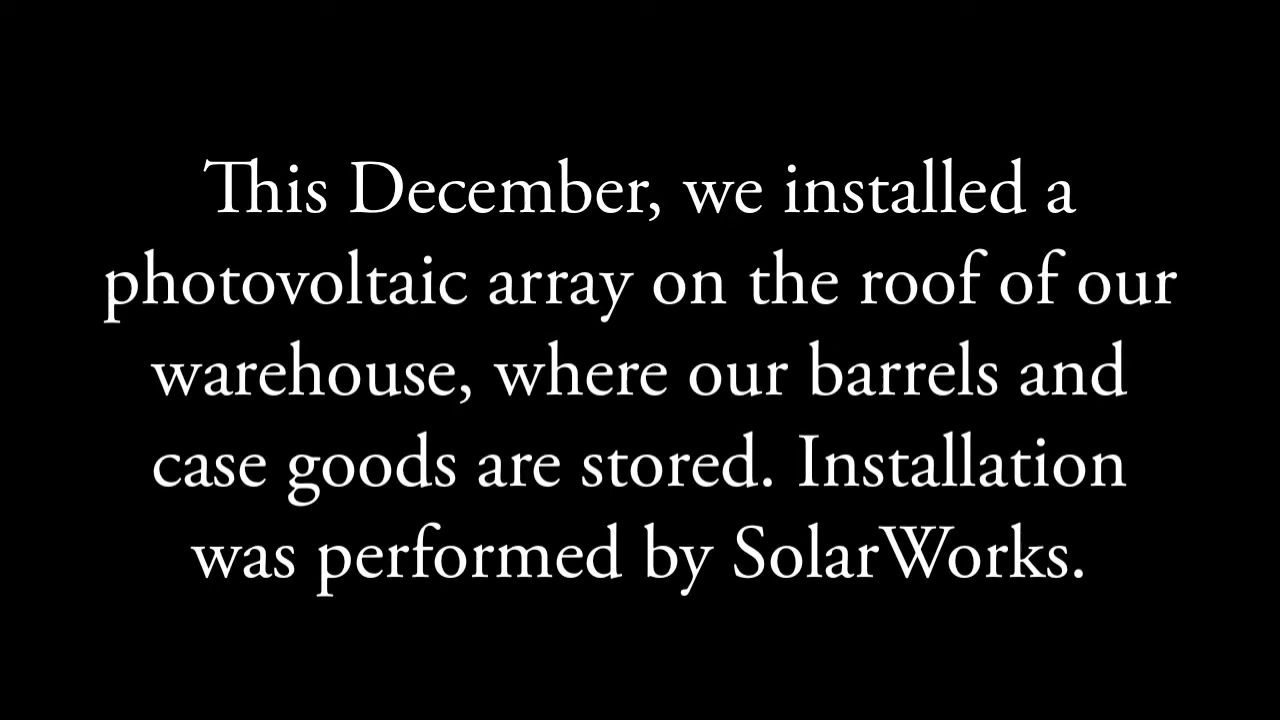 This December, we installed a
photovoltaic array on the roof of our
warehouse, where our barrels and
case goods are stored. Installation
was performed by SolarWorks.